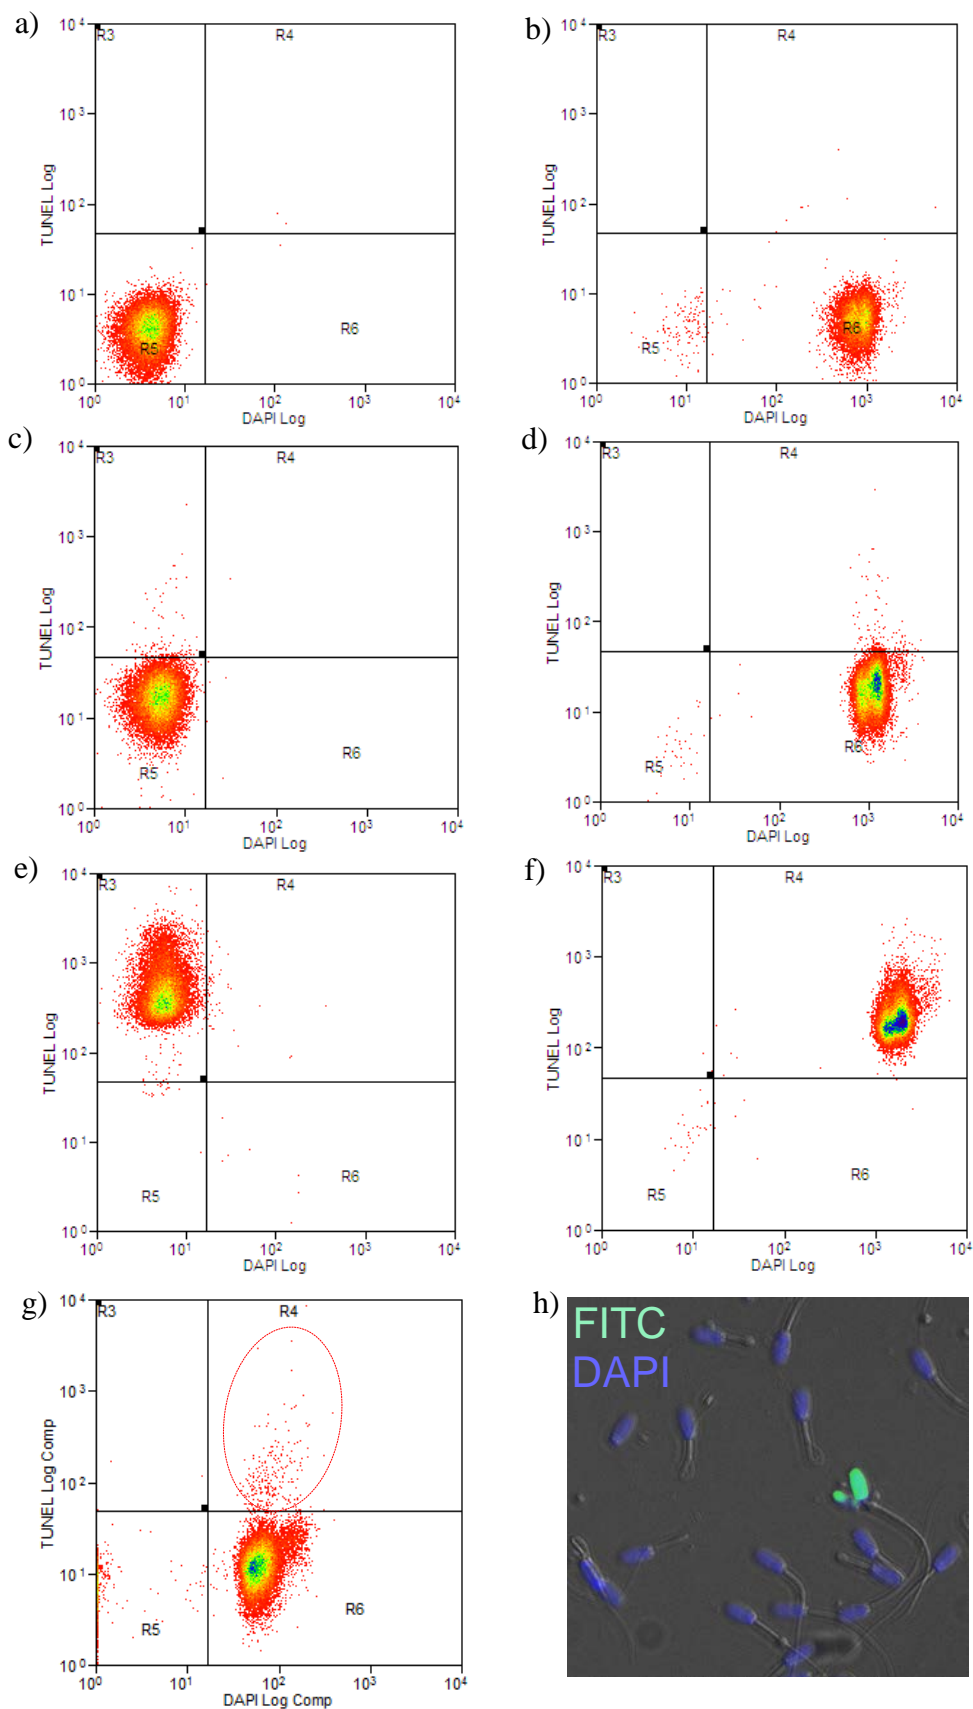 a)
10⁴
R3
R4
10³
TUNEL Log
10²
10¹
R5
R6
10⁰
10⁰ 10¹ 10² 10³ 10⁴
DAPI Log
b)
10⁴
R3
R4
10³
TUNEL Log
10²
10¹
R5
R6
10⁰
10⁰ 10¹ 10² 10³ 10⁴
DAPI Log
c)
10⁴
R3
R4
10³
TUNEL Log
10²
10¹
R5
R6
10⁰
10⁰ 10¹ 10² 10³ 10⁴
DAPI Log
d)
10⁴
R3
R4
10³
TUNEL Log
10²
10¹
R5
R6
10⁰
10⁰ 10¹ 10² 10³ 10⁴
DAPI Log
e)
10⁴
R3
R4
10³
TUNEL Log
10²
10¹
R5
R6
10⁰
10⁰ 10¹ 10² 10³ 10⁴
DAPI Log
f)
10⁴
R3
R4
10³
TUNEL Log
10²
10¹
R5
R6
10⁰
10⁰ 10¹ 10² 10³ 10⁴
DAPI Log
g)
10⁴
R3
R4
10³
TUNEL Log Comp
10²
10¹
R5
R6
10⁰
10⁰ 10¹ 10² 10³ 10⁴
DAPI Log Comp
h)
FITC
DAPI